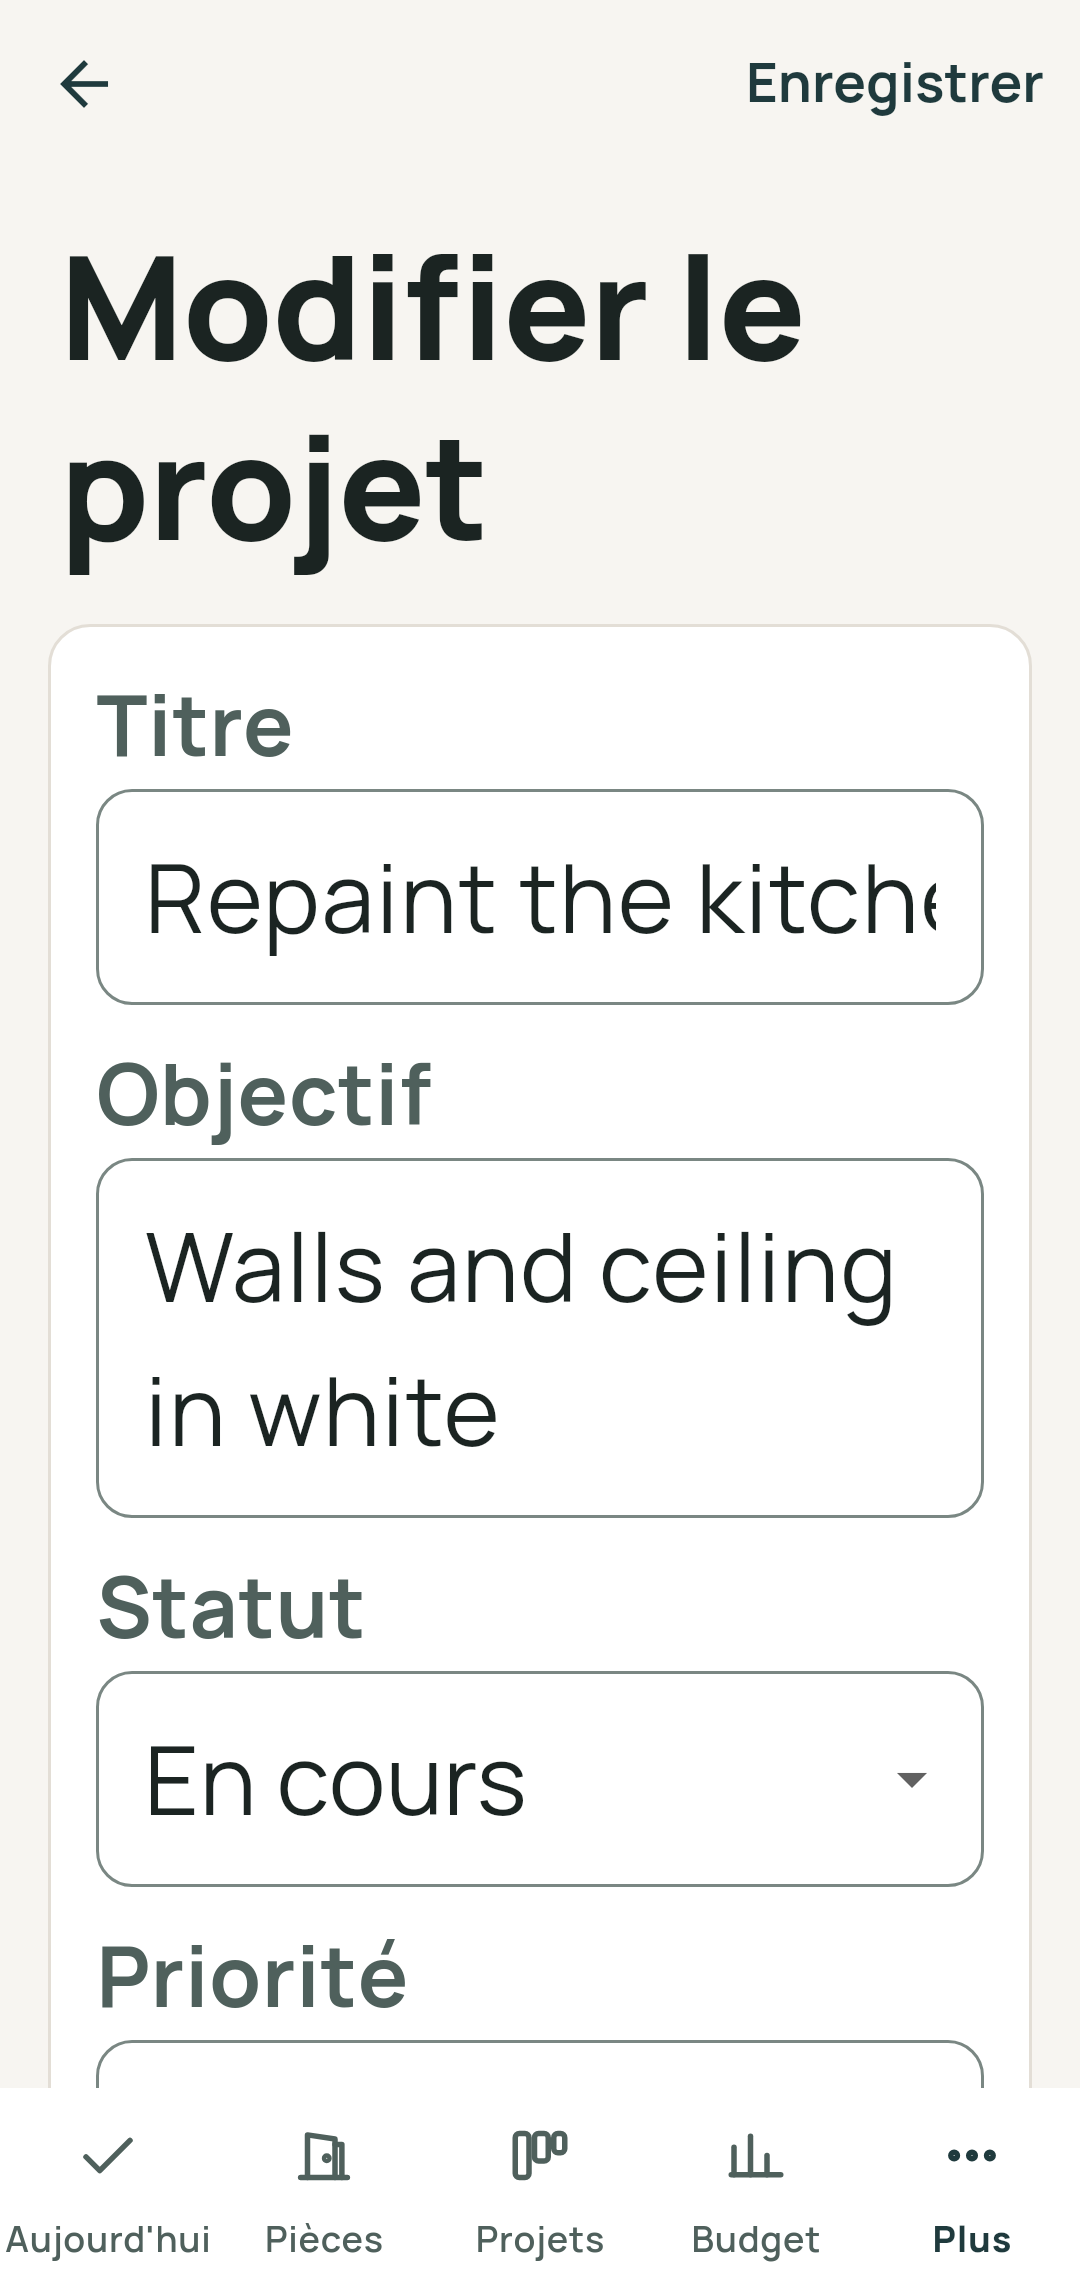 Enregistrer
Modifier le
projet
Titre
Repaint the kitche
Objectif
Walls and ceiling
in white
Statut
En cours
Priorité
Aujourd'hui
Pièces
Projets
Budget
Plus